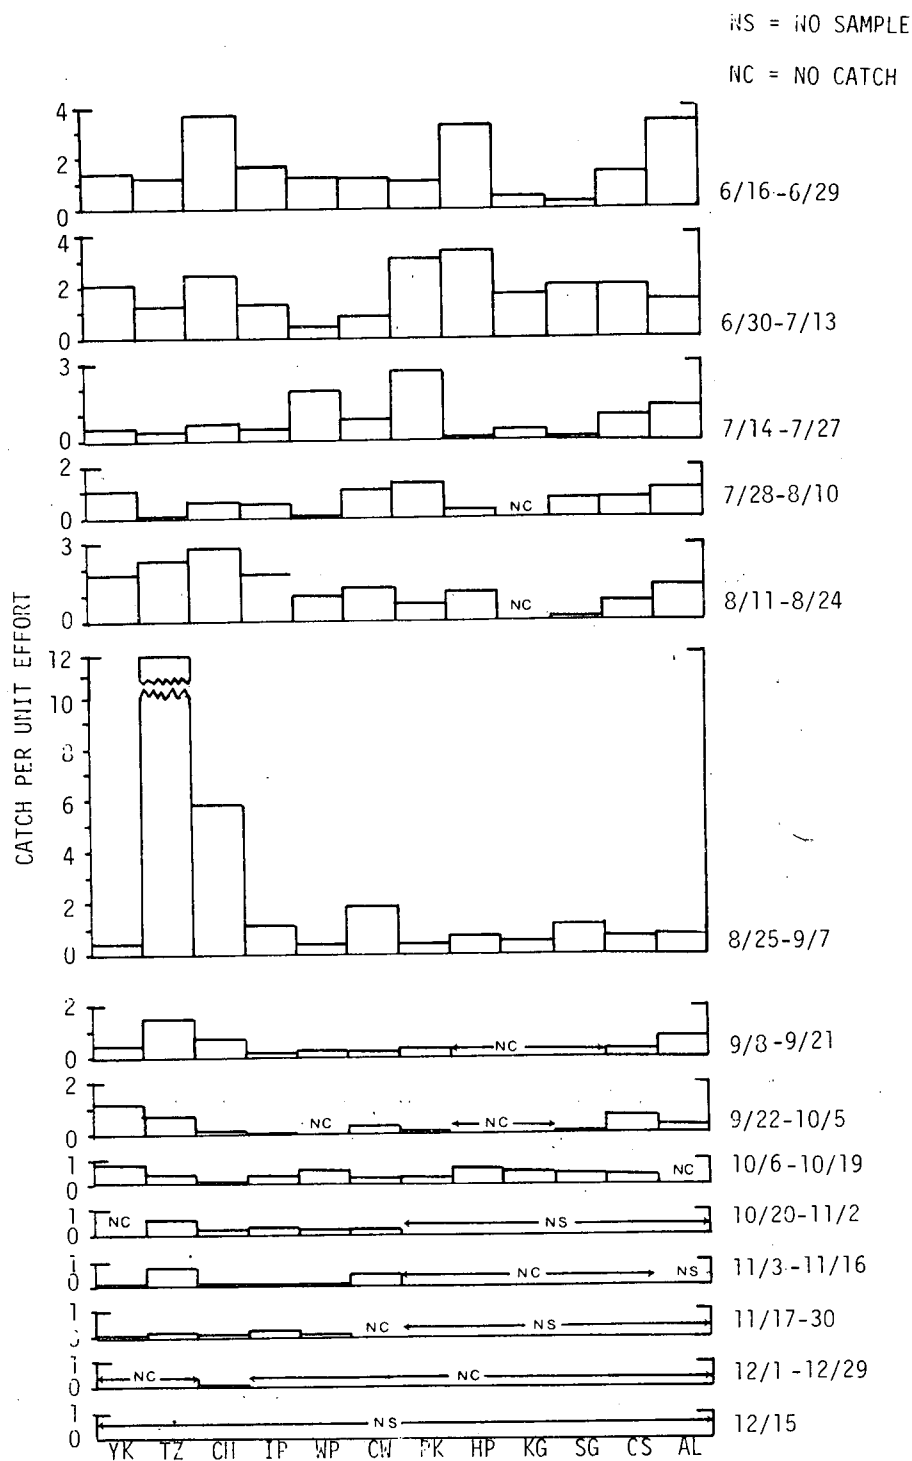 NS = NO SAMPLE
NC = NO CATCH
CATCH PER UNIT EFFORT
4
2
0
6/16-6/29
4
2
0
6/30-7/13
3
0
7/14-7/27
2
0
NC
7/28-8/10
3
0
NC
8/11-8/24
12
10
8
6
4
2
0
8/25-9/7
2
0
NC
9/8-9/21
2
0
NC
NC
9/22-10/5
1
0
NC
10/6-10/19
1
0
NC
NS
10/20-11/2
1
0
NC
NS
11/3-11/16
1
0
NC
NS
11/17-30
1
0
NC
NC
12/1-12/29
1
0
NS
12/15
YK TZ CH IP WP CW PK HP KG SG CS AL